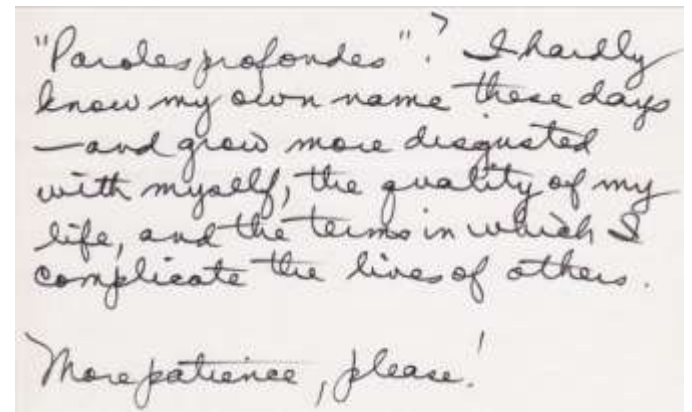 "Paroles profondes"? I hardly
know my own name these days
—and grow more disgusted
with myself, the quality of my
life, and the terms in which I
complicate the lives of others.
More patience, please!